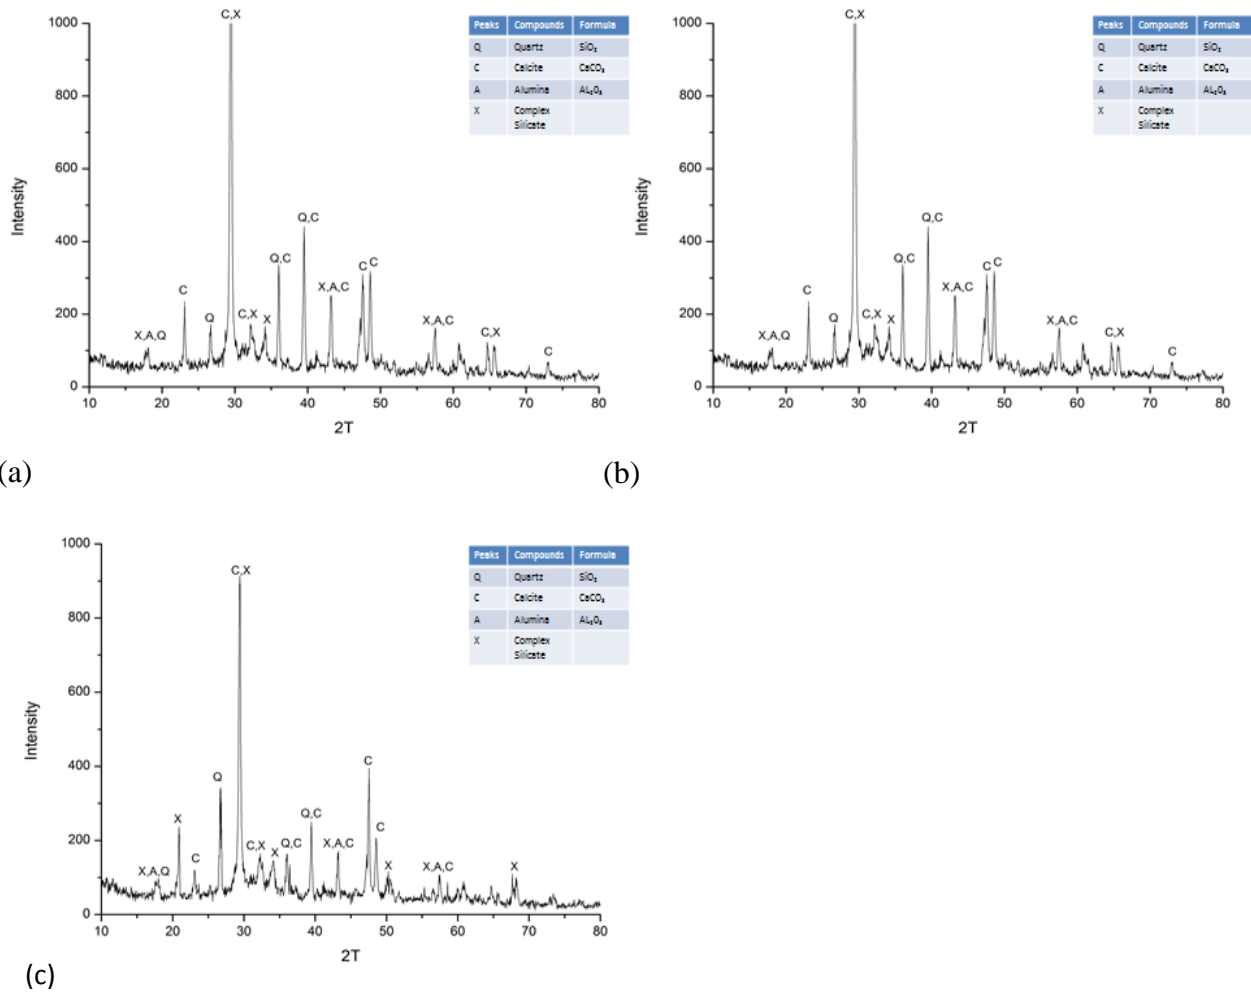 C,X
1000
800
600
400
200
0
Intensity
X,A,Q
C
Q
C,X
X
Q,C
Q,C
X,A,C
C
C
X,A,C
C,X
C
10 20 30 40 50 60 70 80
2T
Peaks Compounds Formula
Q Quartz SiO₂
C Calcite CaCO₃
A Alumina AL₂O₃
X Complex
Silicate
(a)
C,X
1000
800
600
400
200
0
Intensity
X,A,Q
C
Q
C,X
X
Q,C
Q,C
X,A,C
C
C
X,A,C
C,X
C
10 20 30 40 50 60 70 80
2T
Peaks Compounds Formula
Q Quartz SiO₂
C Calcite CaCO₃
A Alumina AL₂O₃
X Complex
Silicate
(b)
1000
800
600
400
200
0
Intensity
X,A,Q
X
C
Q
C,X
C,X
X
Q,C
Q,C
X,A,C
C
C
X
X,A,C
X
10 20 30 40 50 60 70 80
2T
Peaks Compounds Formula
Q Quartz SiO₂
C Calcite CaCO₃
A Alumina AL₂O₃
X Complex
Silicate
(c)